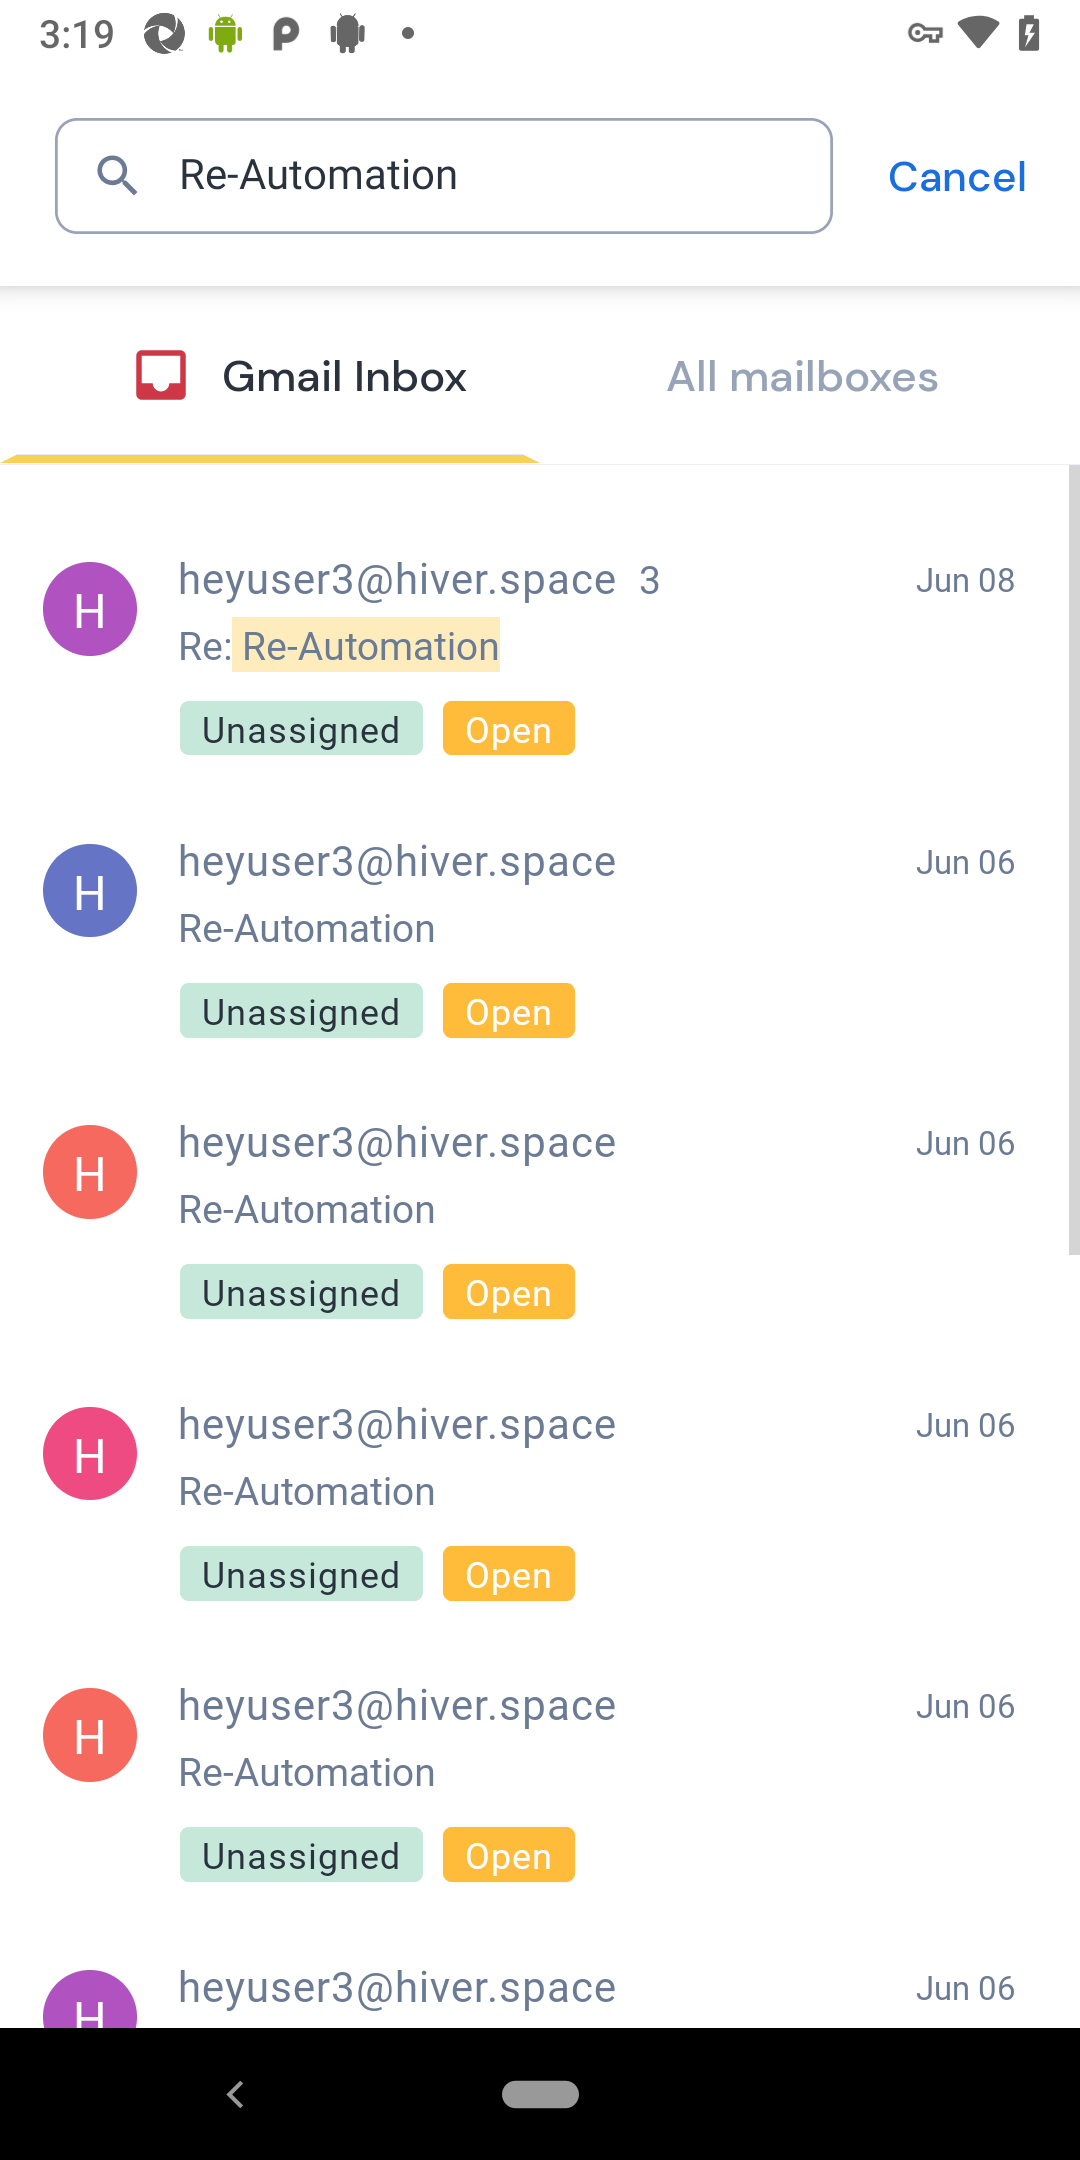 3:19
Re-Automation
Cancel
Gmail Inbox
All mailboxes
H
heyuser3@hiver.space 3
Jun 08
Re: Re-Automation
Unassigned
Open
H
heyuser3@hiver.space
Jun 06
Re-Automation
Unassigned
Open
H
heyuser3@hiver.space
Jun 06
Re-Automation
Unassigned
Open
H
heyuser3@hiver.space
Jun 06
Re-Automation
Unassigned
Open
H
heyuser3@hiver.space
Jun 06
Re-Automation
Unassigned
Open
H
heyuser3@hiver.space
Jun 06